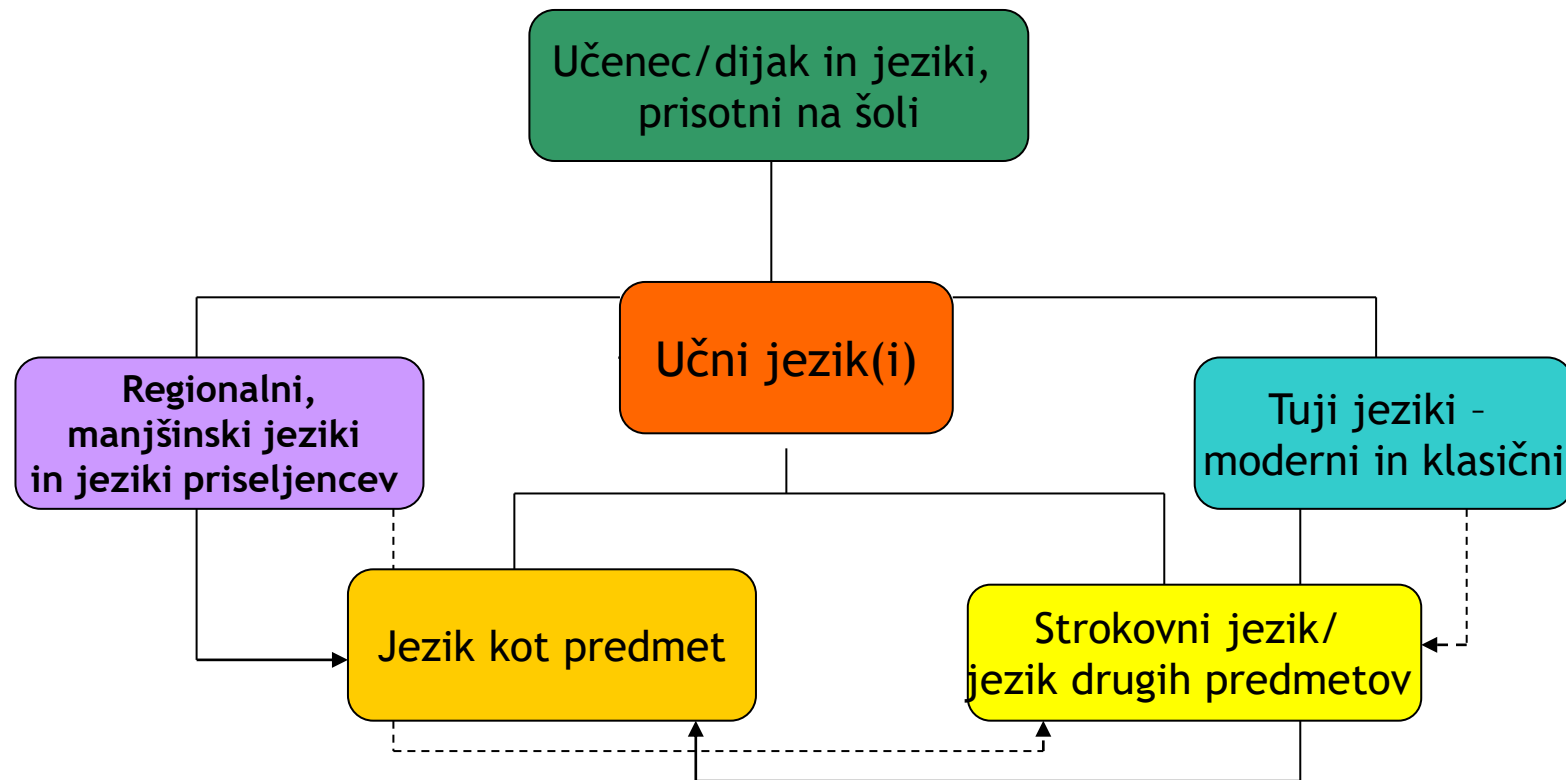 Učenec/dijak in jeziki,
prisotni na šoli
Učni jezik(i)
Regionalni,
manjšinski jeziki
in jeziki priseljencev
Tuji jeziki –
moderni in klasični
Jezik kot predmet
Strokovni jezik/
jezik drugih predmetov